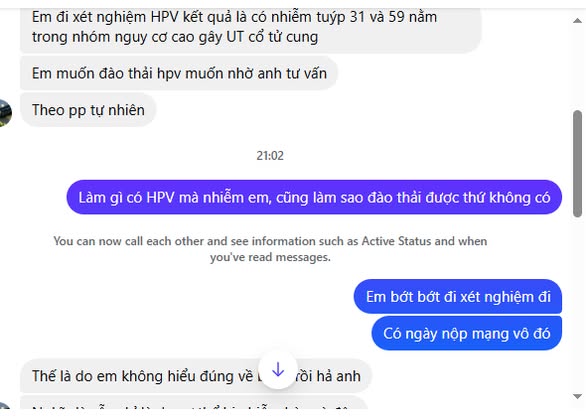 Em đi xét nghiệm HPV kết quả là có nhiễm tuýp 31 và 59 nằm
trong nhóm nguy cơ cao gây UT cổ tử cung
Em muốn đào thải hpv muốn nhờ anh tư vấn
Theo pp tự nhiên
21:02
Làm gì có HPV mà nhiễm em, cũng làm sao đào thải được thứ không có
You can now call each other and see information such as Active Status and when
you've read messages.
Em bớt bớt đi xét nghiệm đi
Có ngày nộp mạng vô đó
Thế là do em không hiểu đúng về rồi hả anh